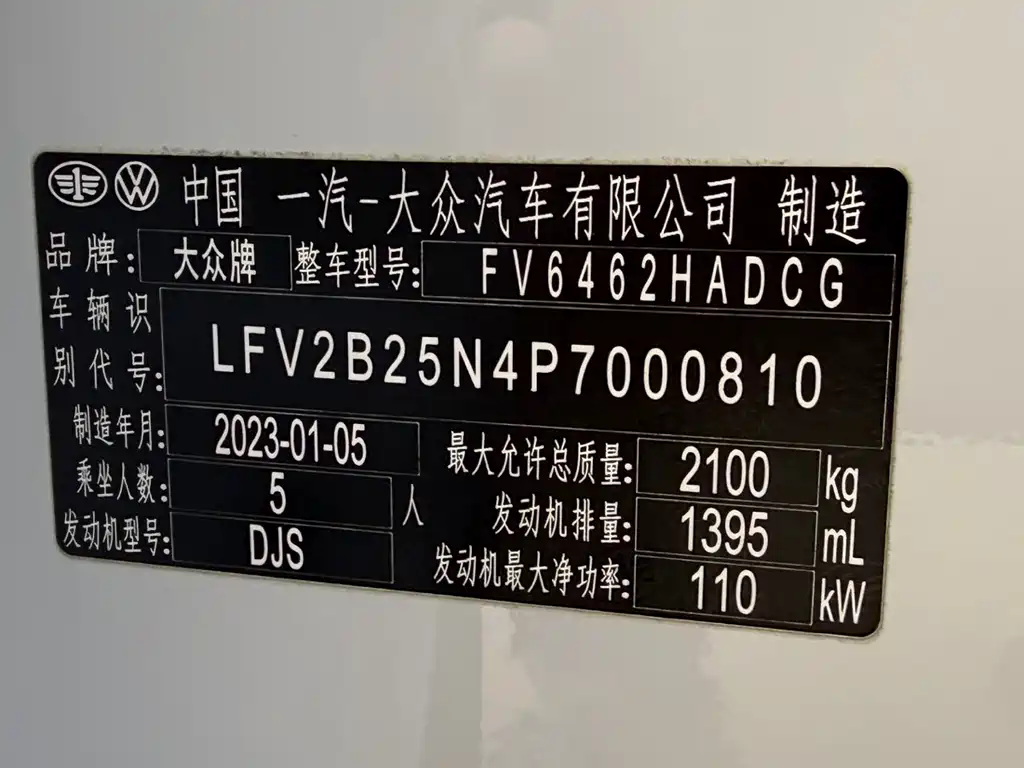 中国 一汽-大众汽车有限公司 制造
品牌: 大众牌 整车型号: FV6462HADCG
车辆识别代号: LFV2B25N4P7000810
制造年月: 2023-01-05 最大允许总质量: 2100 kg
乘坐人数: 5 人 发动机排量: 1395 mL
发动机型号: DJS 发动机最大净功率: 110 kW